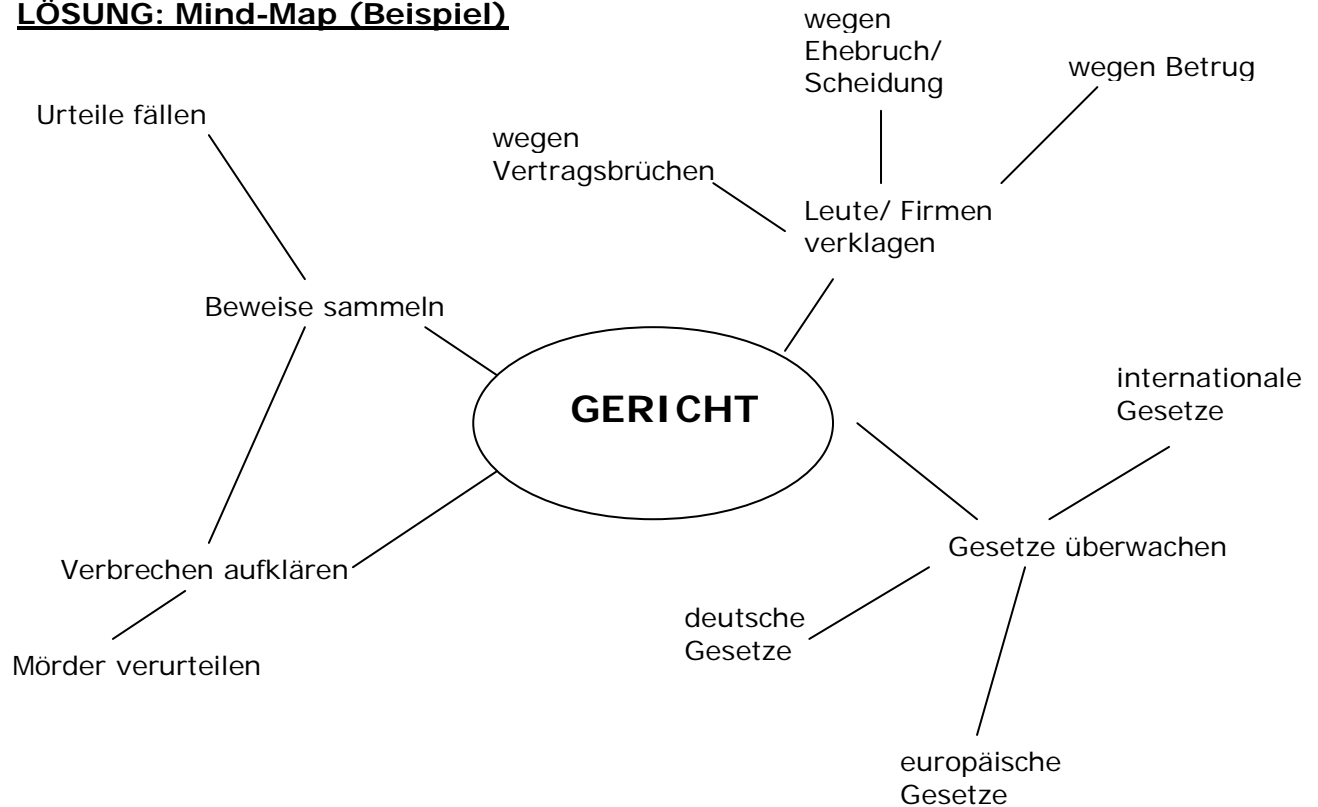 LÖSUNG: Mind-Map (Beispiel)
wegen
Ehebruch/
Scheidung
wegen Betrug
Urteile fällen
wegen
Vertragsbrüchen
Leute/ Firmen
verklagen
Beweise sammeln
GERICHT
internationale
Gesetze
Gesetze überwachen
Verbrechen aufklären
deutsche
Gesetze
Mörder verurteilen
europäische
Gesetze